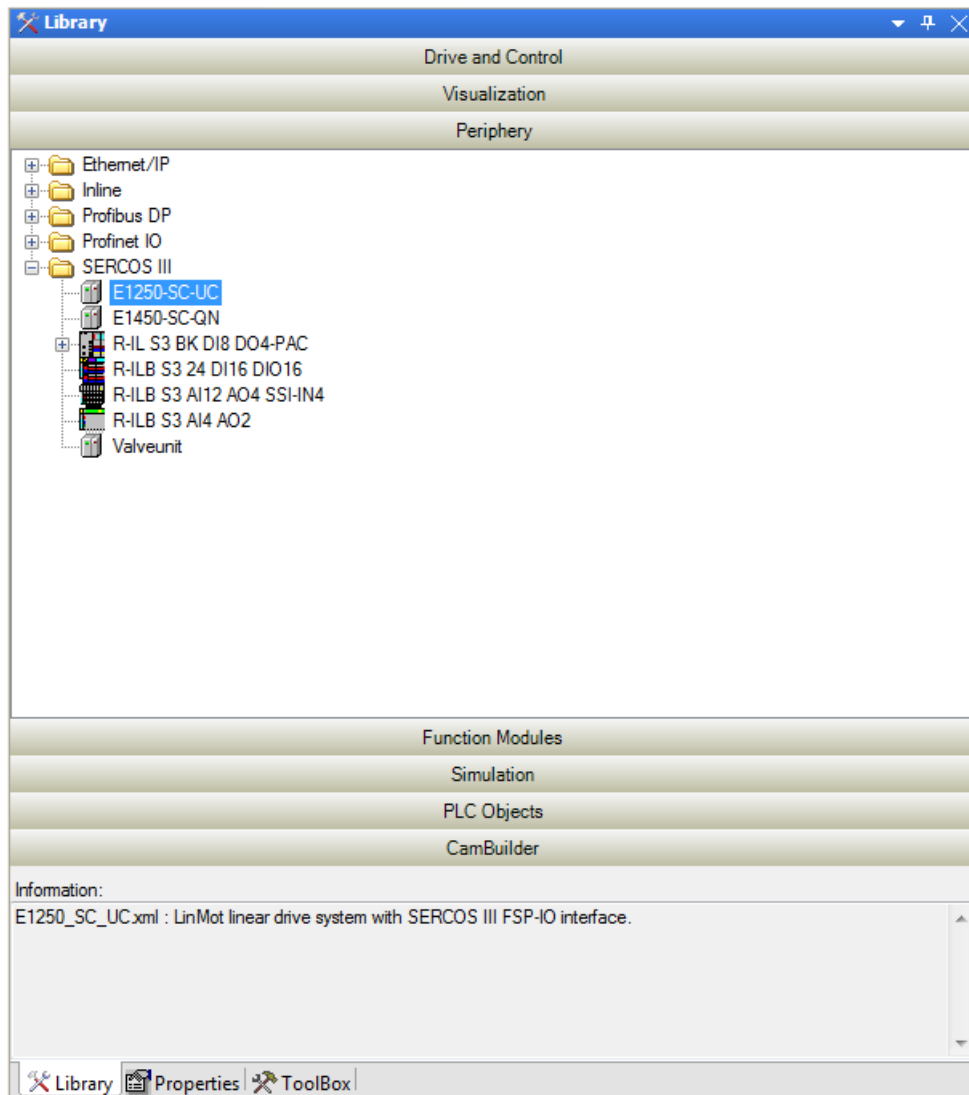 Library
Drive and Control
Visualization
Periphery
Ethernet/IP
Inline
Profibus DP
Profinet IO
SERCOS III
E1250-SC-UC
E1450-SC-QN
R-IL S3 BK DI8 DO4-PAC
R-ILB S3 24 DI16 DIO16
R-ILB S3 AI12 AO4 SSI-IN4
R-ILB S3 AI4 AO2
Valveunit
Function Modules
Simulation
PLC Objects
CamBuilder
Information:
E1250_SC_UC.xml : LinMot linear drive system with SERCOS III FSP-IO interface.
Library Properties ToolBox